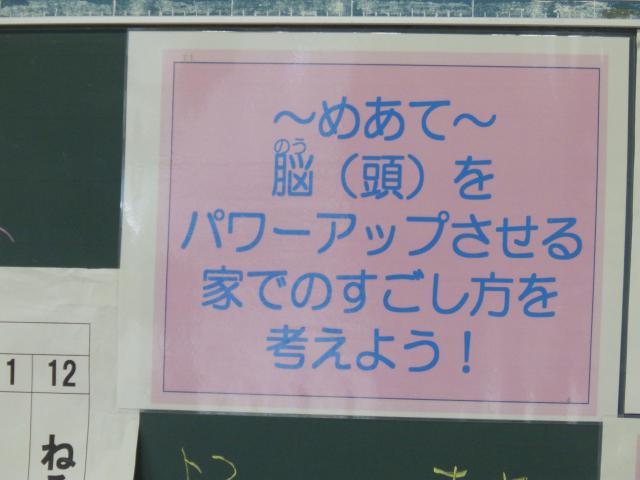 ～めあて～
のう
脳（頭）を
パワーアップさせる
家でのすごし方を
考えよう！
1 12
ね